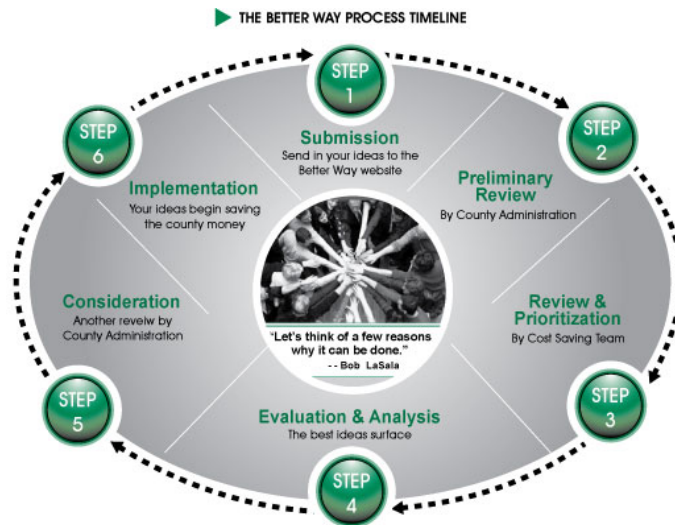 THE BETTER WAY PROCESS TIMELINE
STEP
1
Submission
Send in your ideas to the
Better Way website
STEP
2
Preliminary
Review
By County Administration
STEP
3
Review &
Prioritization
By Cost Saving Team
STEP
4
Evaluation & Analysis
The best ideas surface
STEP
5
Consideration
Another reveiw by
County Administration
STEP
6
Implementation
Your ideas begin saving
the county money
"Let's think of a few reasons
why it can be done."
-- Bob LaSala